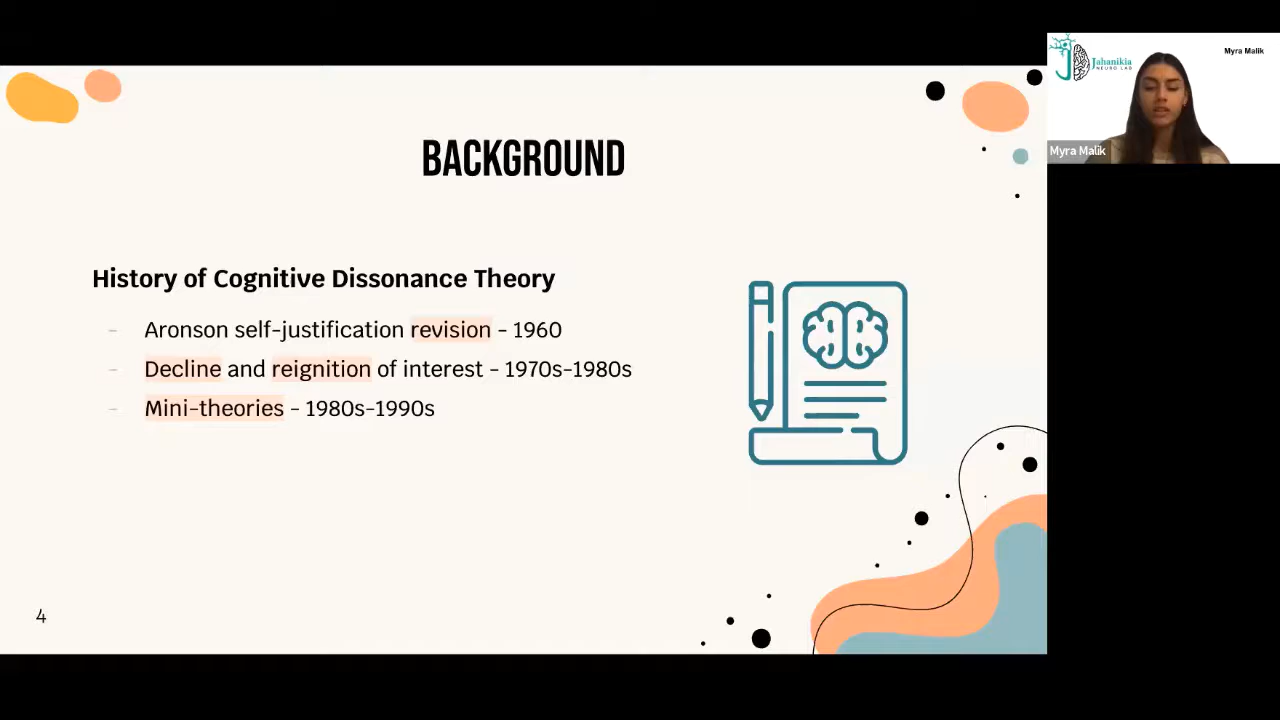 BACKGROUND
History of Cognitive Dissonance Theory
- Aronson self-justification revision - 1960
- Decline and reignition of interest - 1970s-1980s
- Mini-theories - 1980s-1990s
4
Jahanikia
NEURO LAB
Myra Malik
Myra Malik